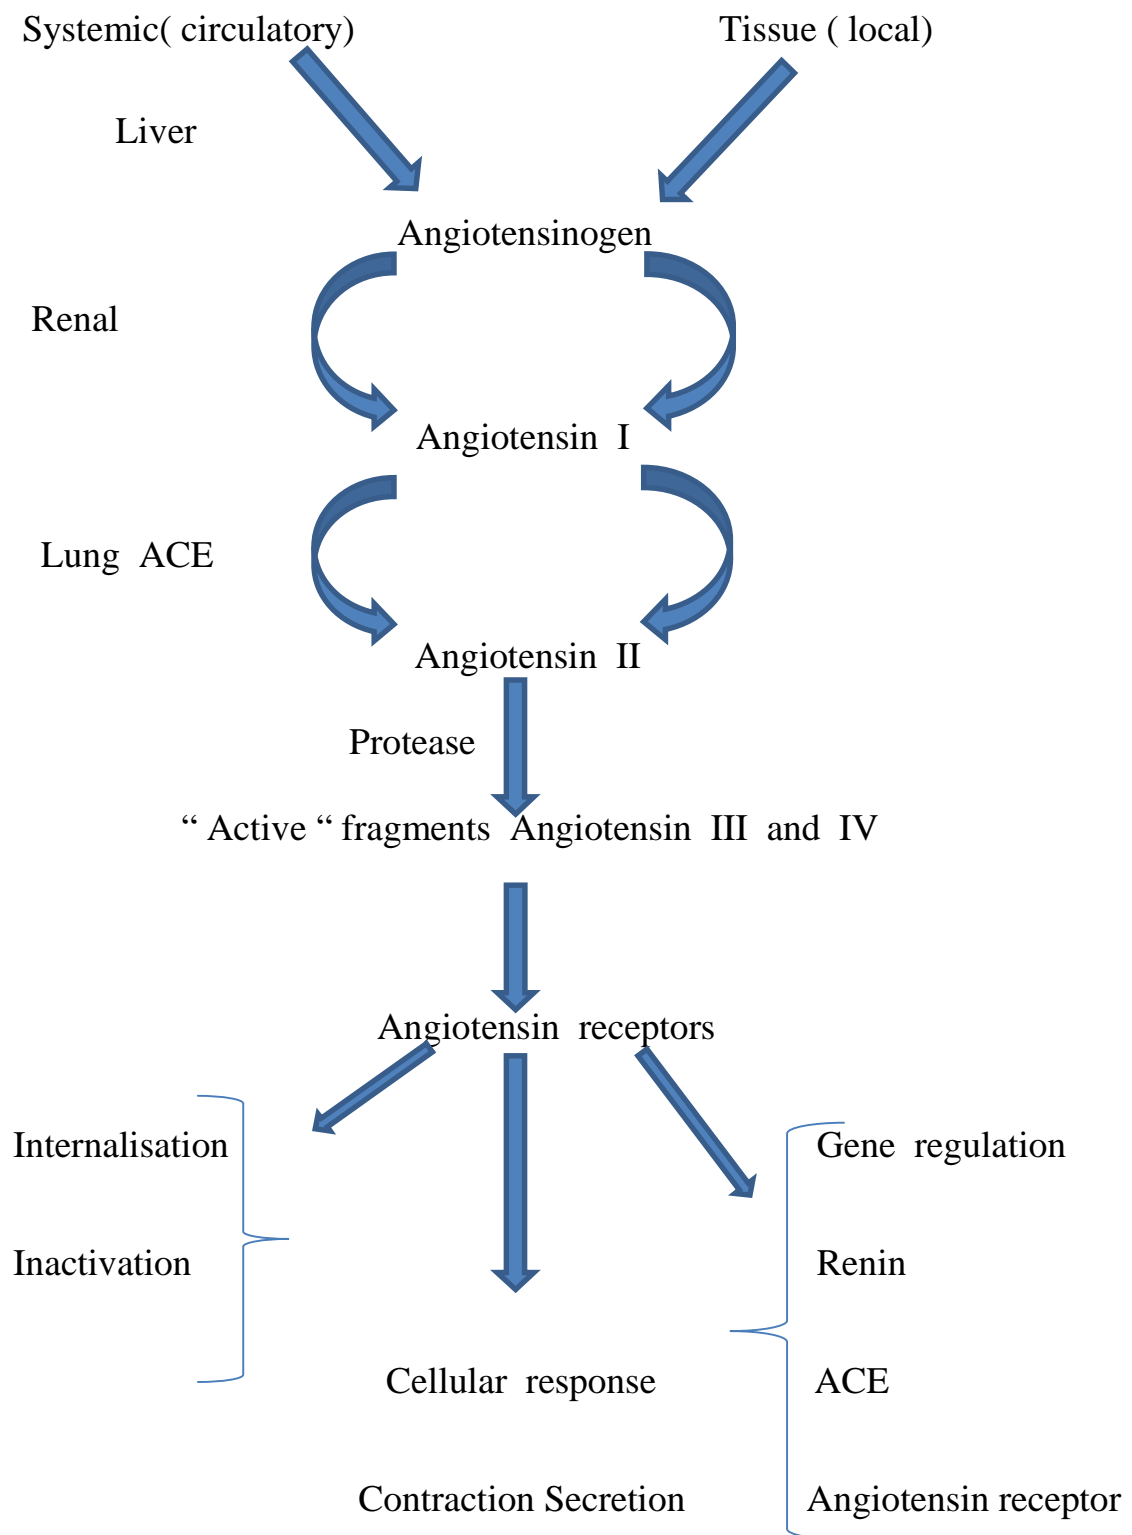 Systemic( circulatory) Tissue ( local)
Liver
Angiotensinogen
Renal
Angiotensin I
Lung ACE
Angiotensin II
Protease
“ Active “ fragments Angiotensin III and IV
Angiotensin receptors
Internalisation Gene regulation
Inactivation Renin
Cellular response ACE
Contraction Secretion Angiotensin receptor